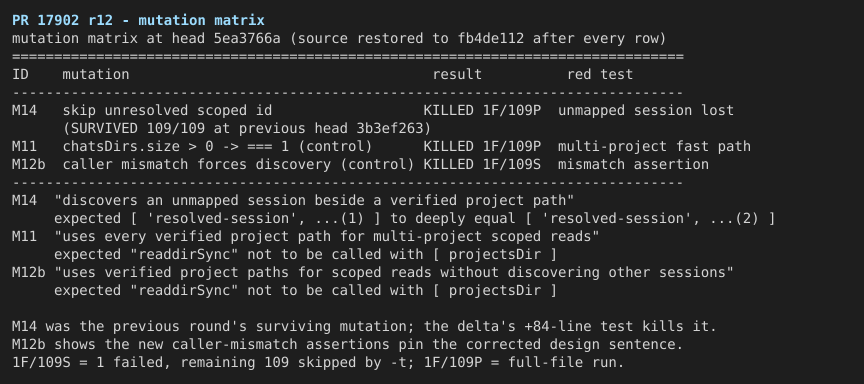 PR 17902 r12 - mutation matrix
mutation matrix at head 5ea3766a (source restored to fb4de112 after every row)
================================================================================
ID    mutation                                    result          red test
--------------------------------------------------------------------------------
M14   skip unresolved scoped id                  KILLED 1F/109P  unmapped session lost
      (SURVIVED 109/109 at previous head 3b3ef263)
M11   chatsDirs.size > 0 -> === 1 (control)      KILLED 1F/109P  multi-project fast path
M12b  caller mismatch forces discovery (control) KILLED 1F/109S  mismatch assertion
--------------------------------------------------------------------------------
M14  "discovers an unmapped session beside a verified project path"
     expected [ 'resolved-session', ...(1) ] to deeply equal [ 'resolved-session', ...(2) ]
M11  "uses every verified project path for multi-project scoped reads"
     expected "readdirSync" not to be called with [ projectsDir ]
M12b "uses verified project paths for scoped reads without discovering other sessions"
     expected "readdirSync" not to be called with [ projectsDir ]

M14 was the previous round's surviving mutation; the delta's +84-line test kills it.
M12b shows the new caller-mismatch assertions pin the corrected design sentence.
1F/109S = 1 failed, remaining 109 skipped by -t; 1F/109P = full-file run.